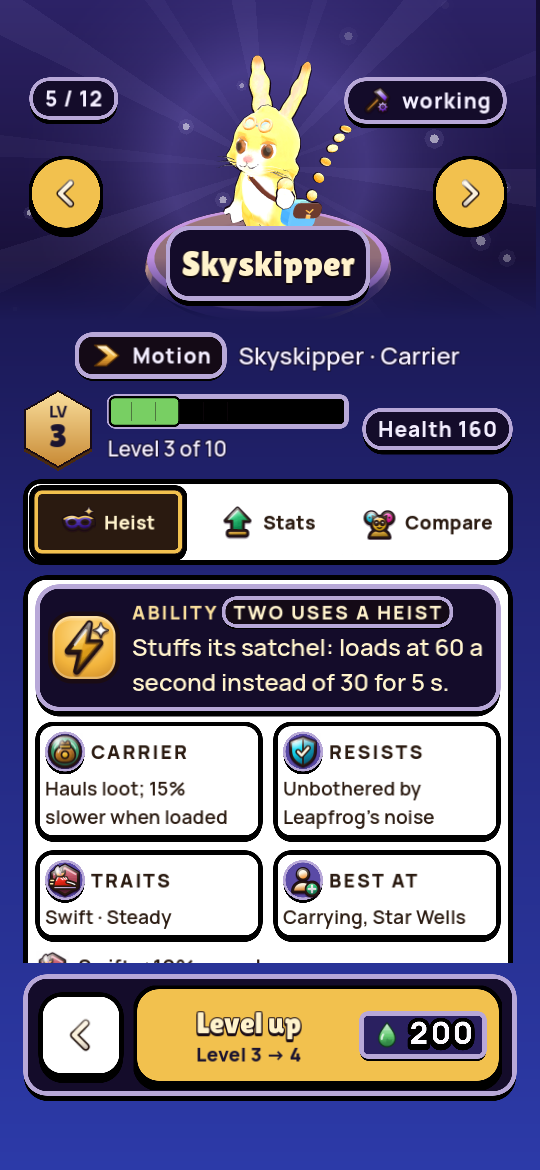 5 / 12
working
Skyskipper
Motion
Skyskipper · Carrier
LV
3
Level 3 of 10
Health 160
Heist
Stats
Compare
ABILITY TWO USES A HEIST
Stuffs its satchel: loads at 60 a
second instead of 30 for 5 s.
CARRIER
Hauls loot; 15%
slower when loaded
RESISTS
Unbothered by
Leapfrog's noise
TRAITS
Swift · Steady
BEST AT
Carrying, Star Wells
Level up
Level 3 → 4
200